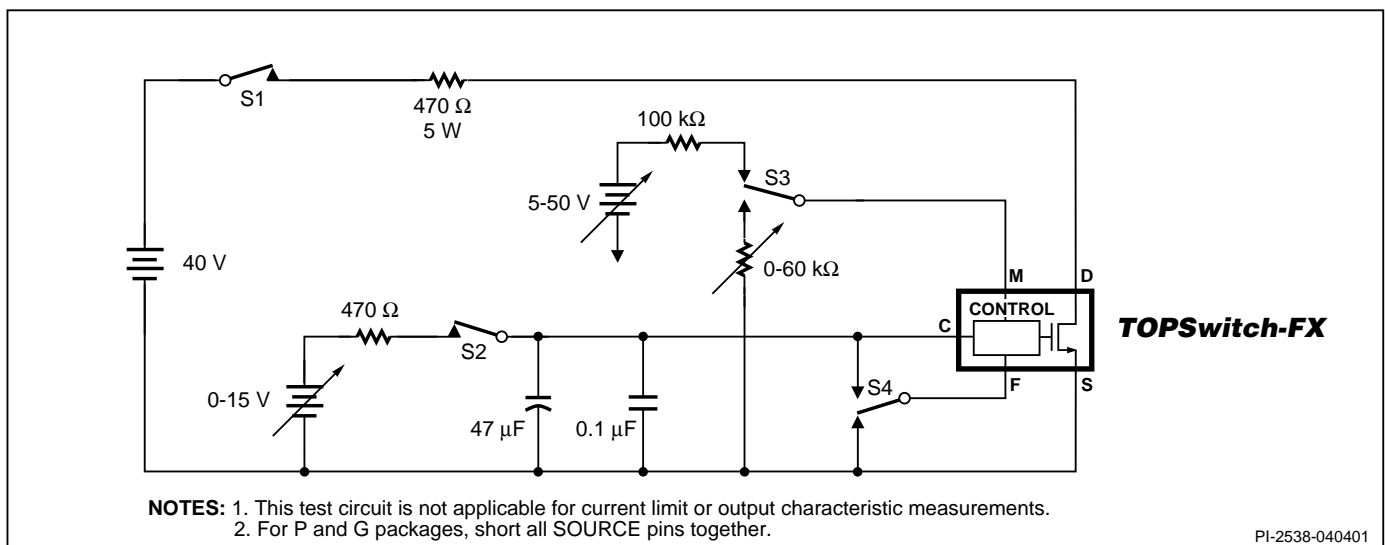 S1
470 Ω
5 W
100 kΩ
5-50 V
S3
40 V
0-60 kΩ
M
D
470 Ω
S2
C
CONTROL
TOPSwitch-FX
0-15 V
47 μF
0.1 μF
S4
F
S
NOTES: 1. This test circuit is not applicable for current limit or output characteristic measurements.
2. For P and G packages, short all SOURCE pins together.
PI-2538-040401